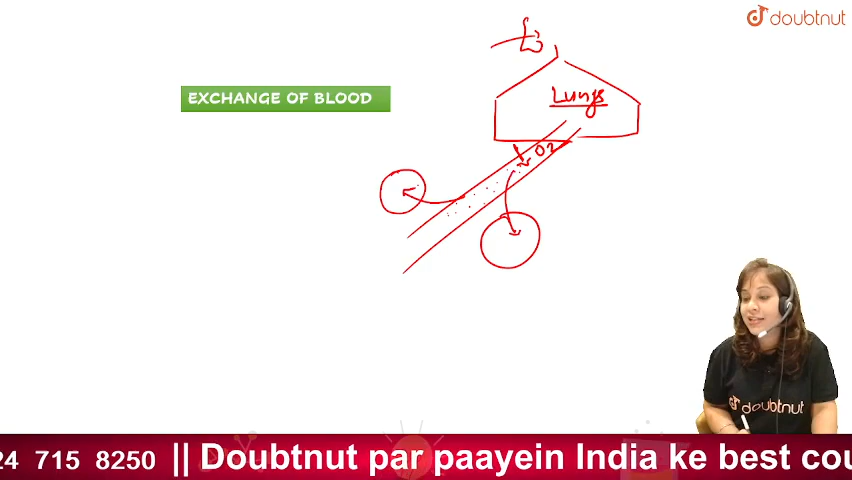 doubtnut
EXCHANGE OF BLOOD
Lungs
O2
doubtnut
24 715 8250 || Doubtnut par paayein India ke best cou